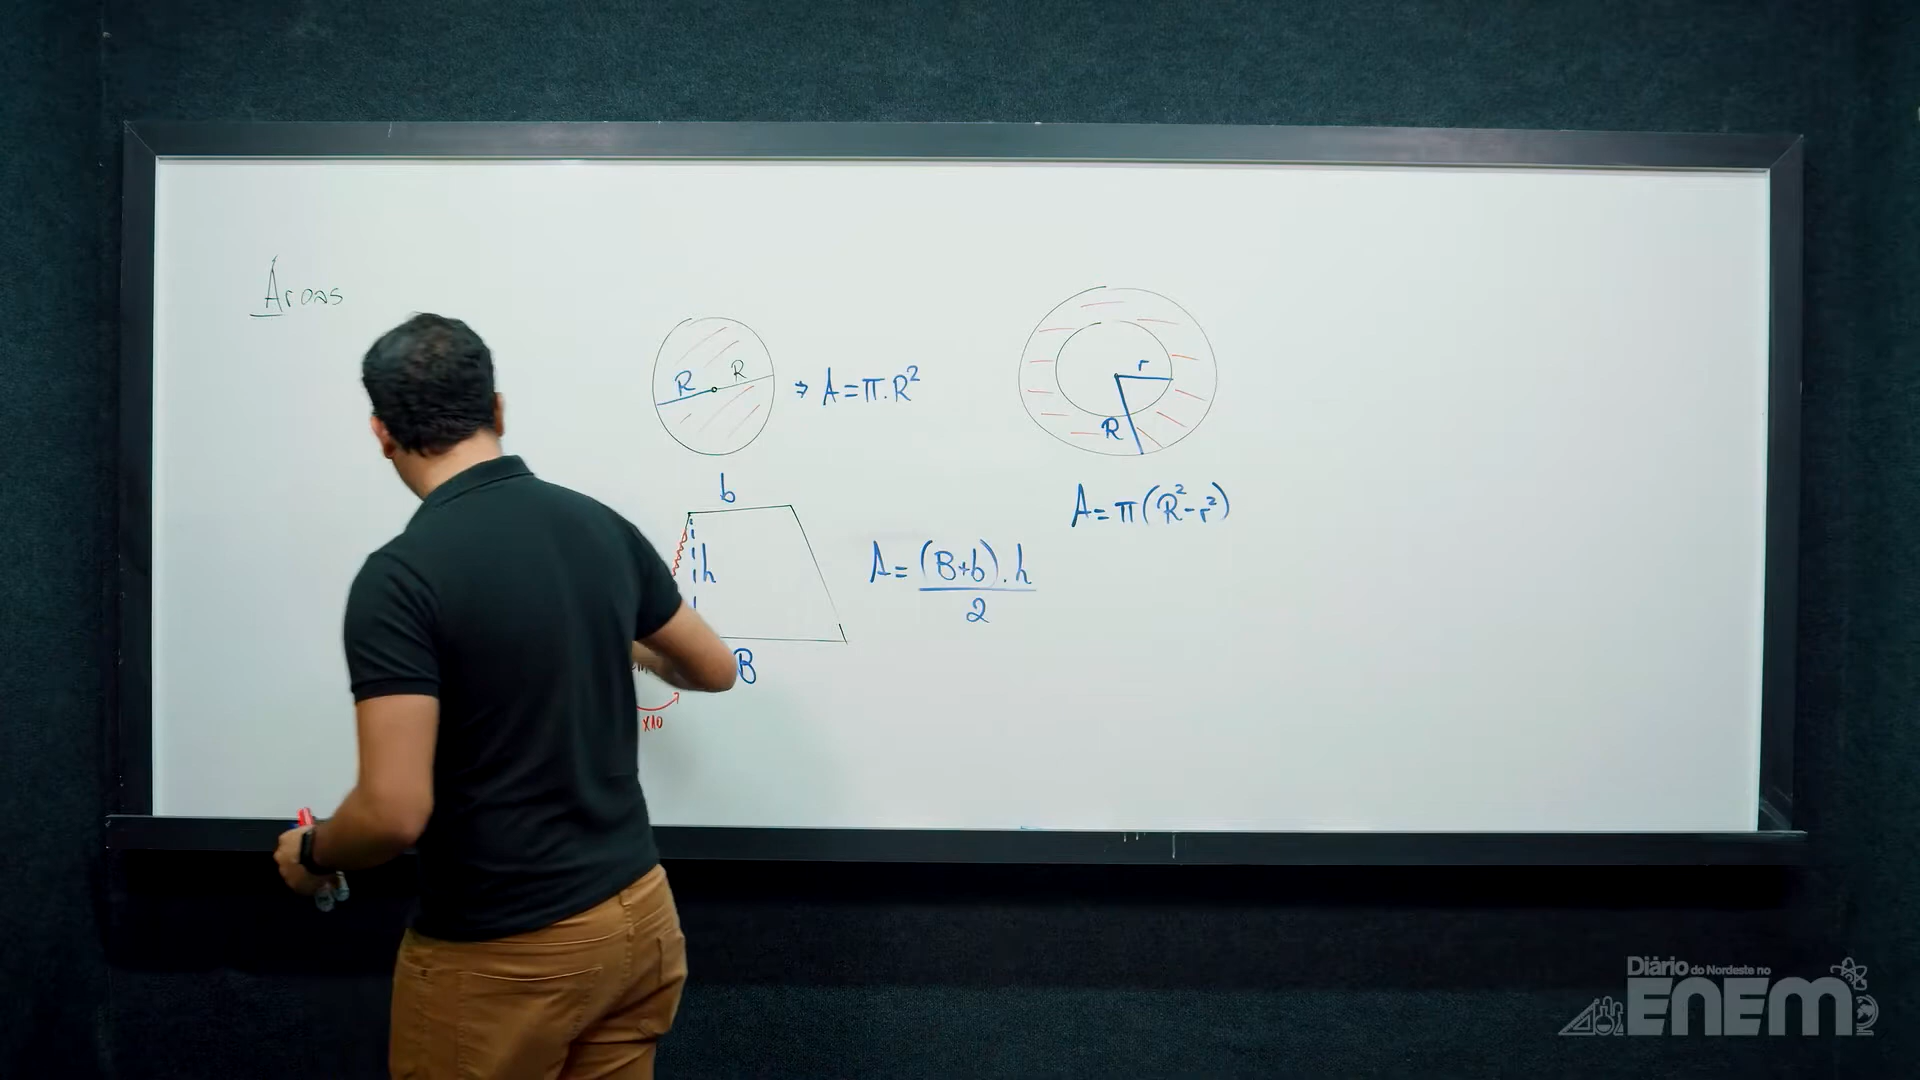 Áreas
R
R
⇒ A = π.R²
r
R
A = π(R² - r²)
b
h
B
A = (B+b).h
2
x10
Diário do Nordeste no
ENEM